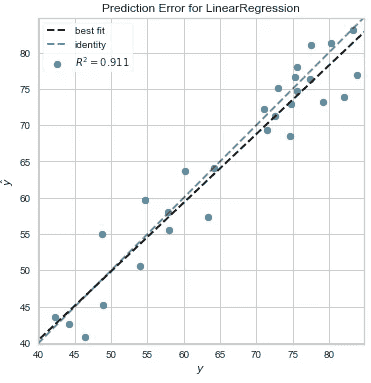 Prediction Error for LinearRegression
best fit
identity
R² = 0.911
80
75
70
65
60
55
50
45
40
ŷ
40 45 50 55 60 65 70 75 80
y